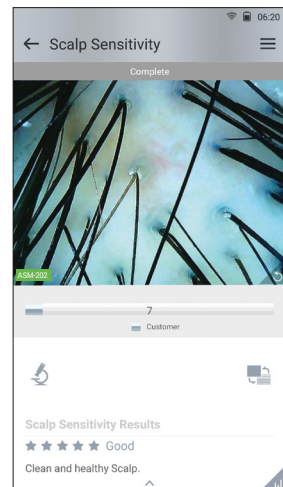 06:20
Scalp Sensitivity
Complete
ASM-202
7
Customer
Scalp Sensitivity Results
Good
Clean and healthy Scalp.